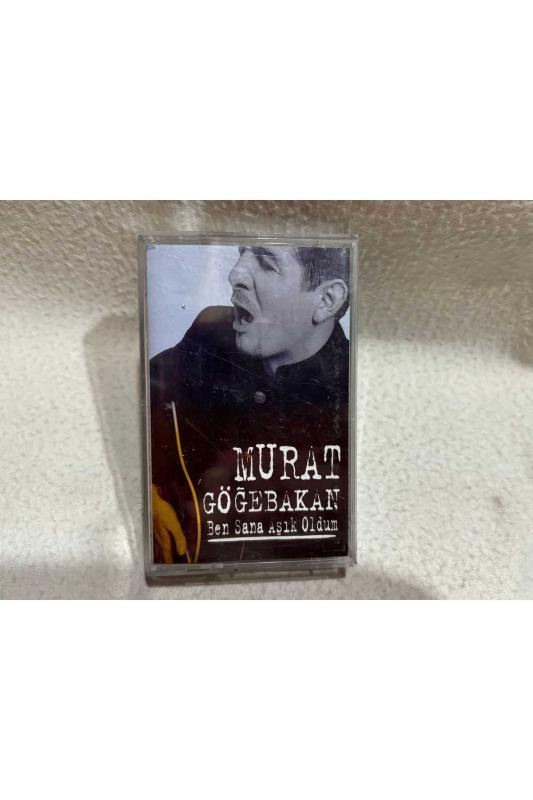 MURAT
GÖĞEBAKAN
Ben Sana Aşık Oldum